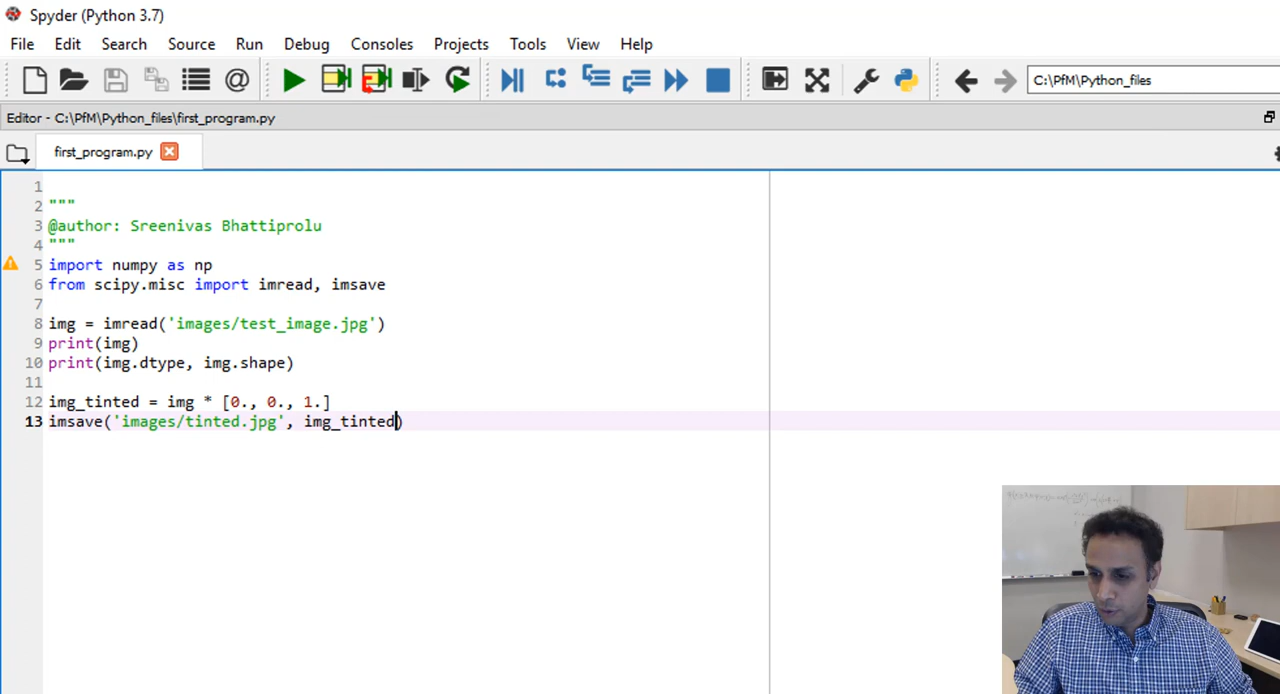 Spyder (Python 3.7)
File Edit Search Source Run Debug Consoles Projects Tools View Help
C:\PfM\Python_files
Editor - C:\PfM\Python_files\first_program.py
first_program.py
1
2 """
3 @author: Sreenivas Bhattiprolu
4 """
5 import numpy as np
6 from scipy.misc import imread, imsave
7
8 img = imread('images/test_image.jpg')
9 print(img)
10 print(img.dtype, img.shape)
11
12 img_tinted = img * [0., 0., 1.]
13 imsave('images/tinted.jpg', img_tinted)